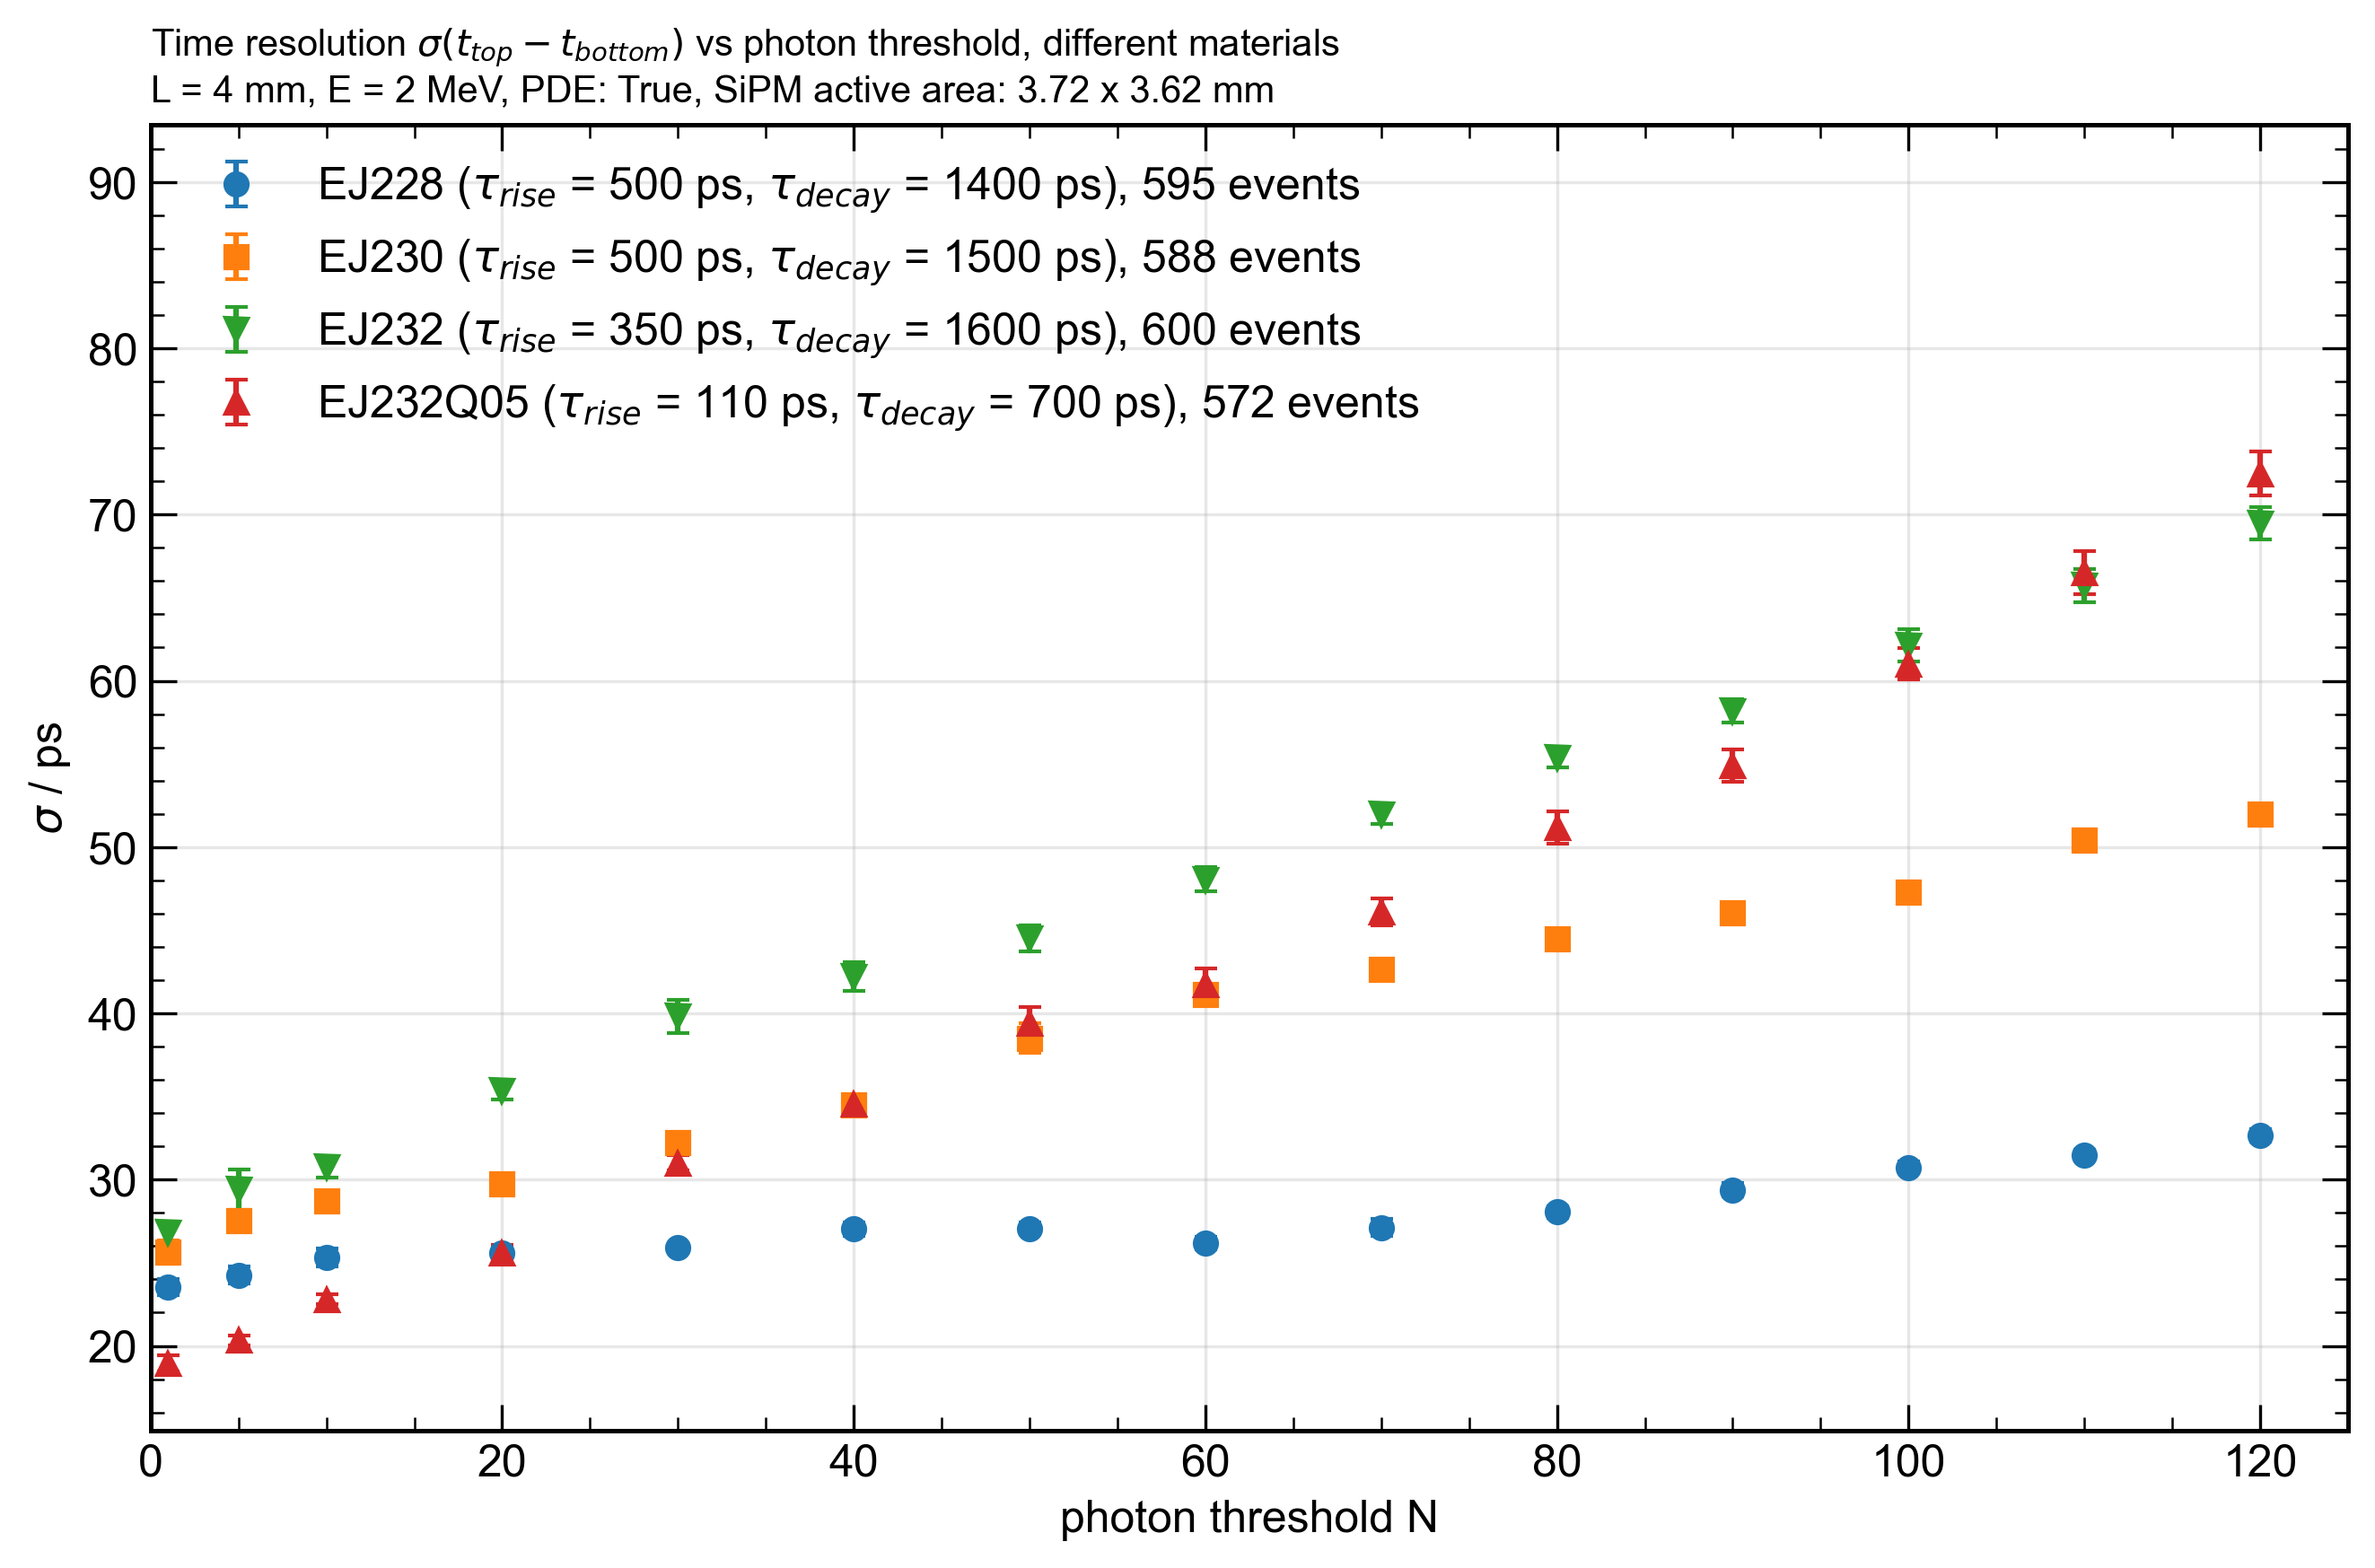 Time resolution σ(t_top − t_bottom) vs photon threshold, different materials
L = 4 mm, E = 2 MeV, PDE: True, SiPM active area: 3.72 x 3.62 mm
EJ228 (τ_rise = 500 ps, τ_decay = 1400 ps), 595 events
EJ230 (τ_rise = 500 ps, τ_decay = 1500 ps), 588 events
EJ232 (τ_rise = 350 ps, τ_decay = 1600 ps), 600 events
EJ232Q05 (τ_rise = 110 ps, τ_decay = 700 ps), 572 events
90
80
70
60
50
40
30
20
σ / ps
0 20 40 60 80 100 120
photon threshold N